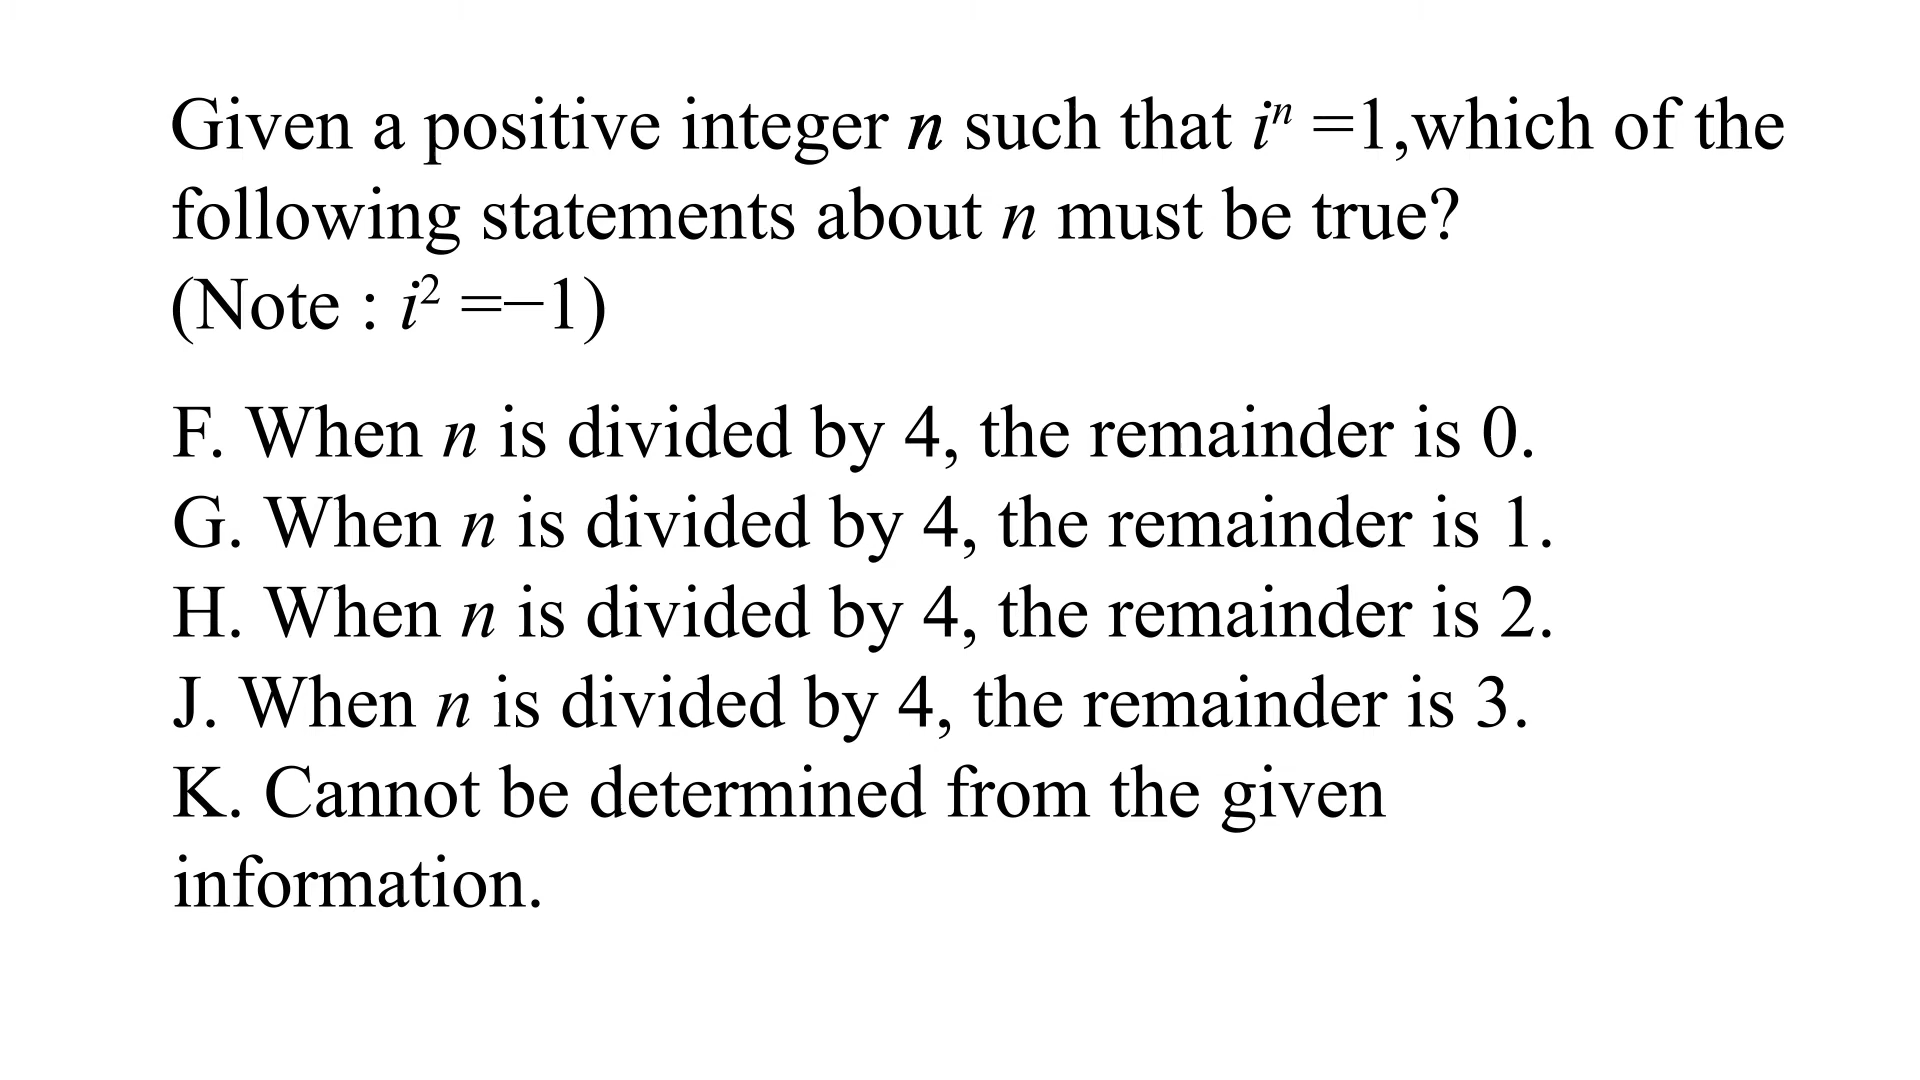 Given a positive integer n such that iⁿ =1,which of the
following statements about n must be true?
(Note : i² =−1)
F. When n is divided by 4, the remainder is 0.
G. When n is divided by 4, the remainder is 1.
H. When n is divided by 4, the remainder is 2.
J. When n is divided by 4, the remainder is 3.
K. Cannot be determined from the given
information.